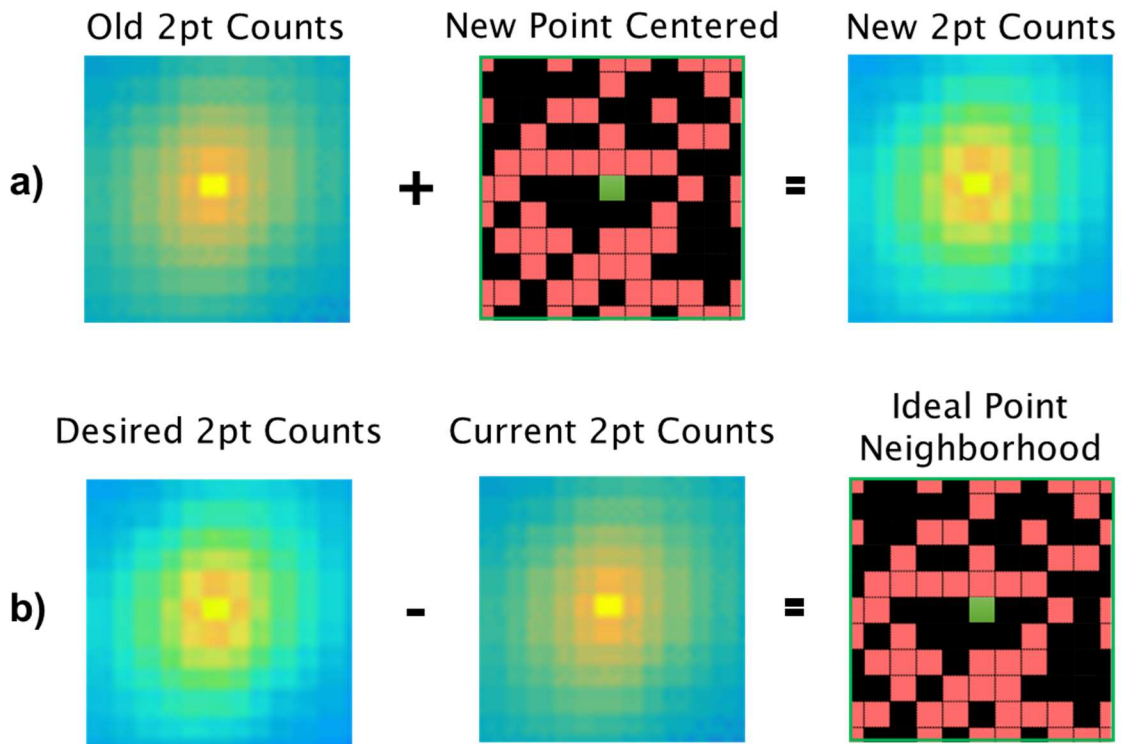 Old 2pt Counts
New Point Centered
New 2pt Counts
a)
+
=
Desired 2pt Counts
Current 2pt Counts
Ideal Point
Neighborhood
b)
-
=